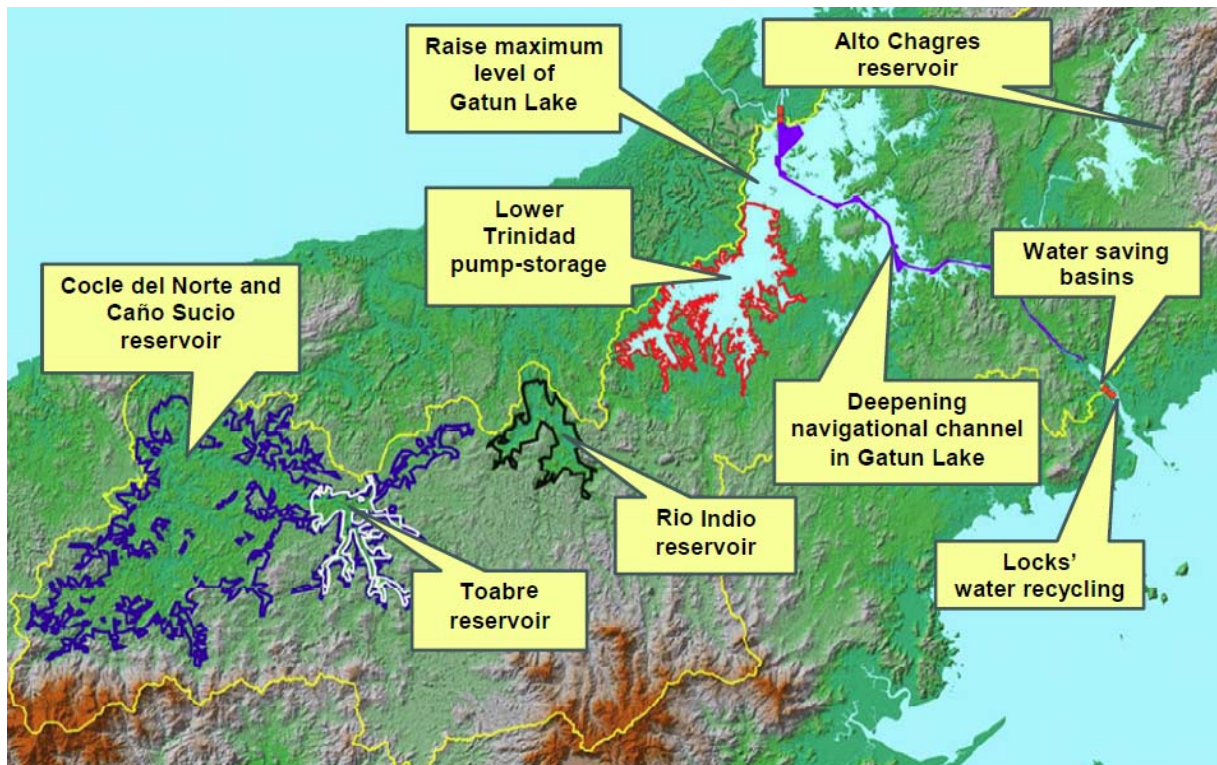 Raise maximum
level of
Gatun Lake
Alto Chagres
reservoir
Lower
Trinidad
pump-storage
Water saving
basins
Cocle del Norte and
Caño Sucio
reservoir
Deepening
navigational channel
in Gatun Lake
Rio Indio
reservoir
Locks’
water recycling
Toabre
reservoir